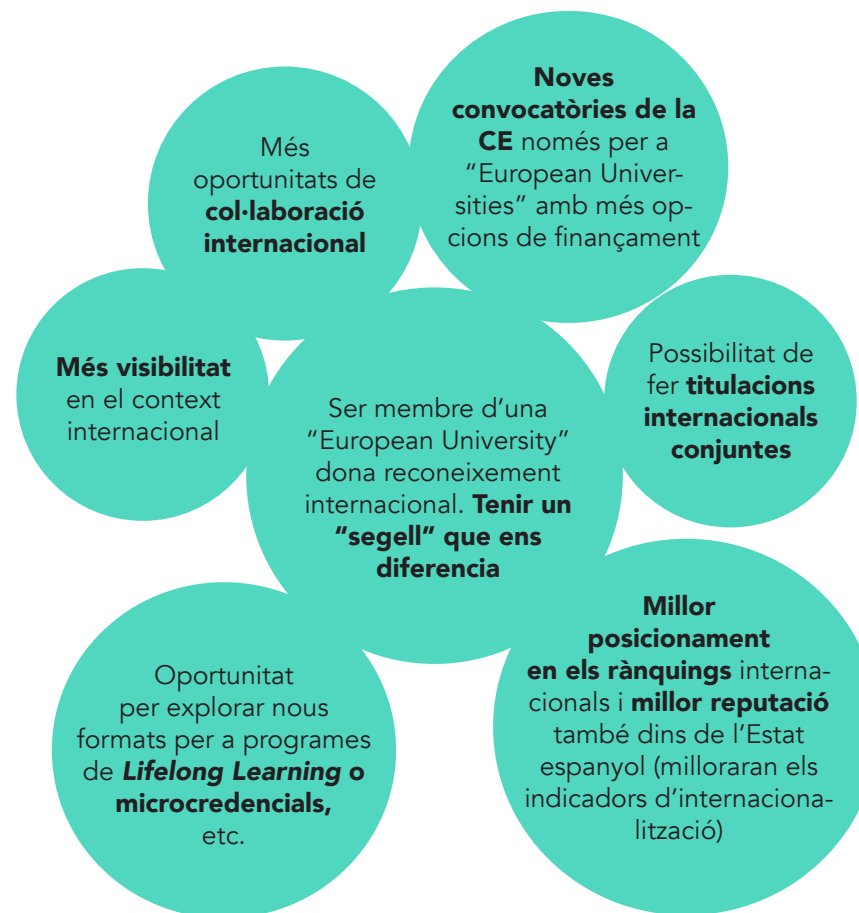 Noves
convocatòries de la
CE només per a
“European Univer-
sities” amb més op-
cions de finançament
Més
oportunitats de
col·laboració
internacional
Més visibilitat
en el context
internacional
Possibilitat de
fer titulacions
internacionals
conjuntes
Ser membre d’una
“European University”
dona reconeixement
internacional. Tenir un
“segell” que ens
diferencia
Millor
posicionament
en els rànquings interna-
cionals i millor reputació
també dins de l’Estat
espanyol (milloraran els
indicadors d’internaciona-
lització)
Oportunitat
per explorar nous
formats per a programes
de Lifelong Learning o
microcredencials,
etc.